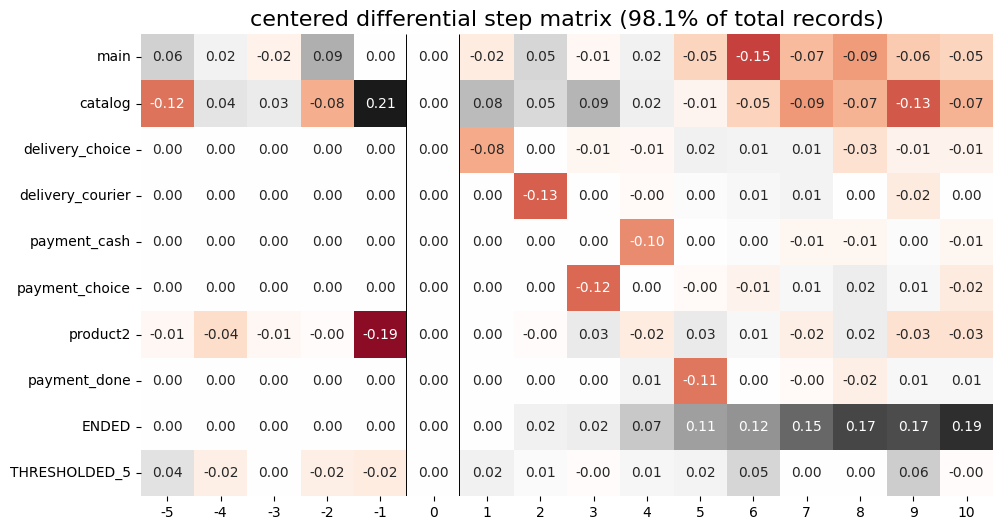 centered differential step matrix (98.1% of total records)
main 0.06 0.02 -0.02 0.09 0.00 0.00 -0.02 0.05 -0.01 0.02 -0.05 -0.15 -0.07 -0.09 -0.06 -0.05
catalog -0.12 0.04 0.03 -0.08 0.21 0.00 0.08 0.05 0.09 0.02 -0.01 -0.05 -0.09 -0.07 -0.13 -0.07
delivery_choice 0.00 0.00 0.00 0.00 0.00 0.00 -0.08 0.00 -0.01 -0.01 0.02 0.01 0.01 -0.03 -0.01 -0.01
delivery_courier 0.00 0.00 0.00 0.00 0.00 0.00 0.00 -0.13 0.00 -0.00 0.00 0.01 0.01 0.00 -0.02 0.00
payment_cash 0.00 0.00 0.00 0.00 0.00 0.00 0.00 0.00 0.00 -0.10 0.00 0.00 -0.01 -0.01 0.00 -0.01
payment_choice 0.00 0.00 0.00 0.00 0.00 0.00 0.00 0.00 -0.12 0.00 -0.00 -0.01 0.01 0.02 0.01 -0.02
product2 -0.01 -0.04 -0.01 -0.00 -0.19 0.00 0.00 -0.00 0.03 -0.02 0.03 0.01 -0.02 0.02 -0.03 -0.03
payment_done 0.00 0.00 0.00 0.00 0.00 0.00 0.00 0.00 0.00 0.01 -0.11 0.00 -0.00 -0.02 0.01 0.01
ENDED 0.00 0.00 0.00 0.00 0.00 0.00 0.00 0.02 0.02 0.07 0.11 0.12 0.15 0.17 0.17 0.19
THRESHOLDED_5 0.04 -0.02 0.00 -0.02 -0.02 0.00 0.02 0.01 -0.00 0.01 0.02 0.05 0.00 0.00 0.06 -0.00
-5 -4 -3 -2 -1 0 1 2 3 4 5 6 7 8 9 10